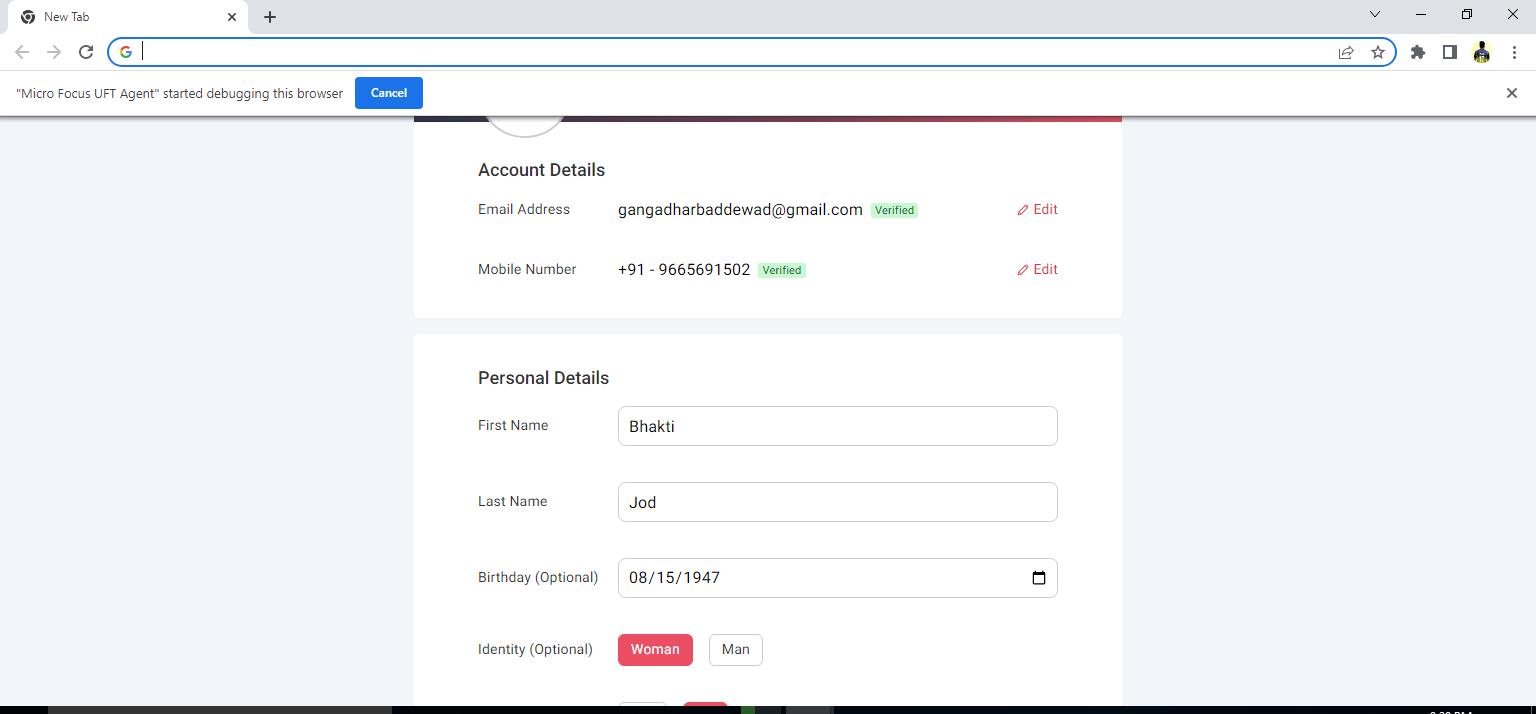 New Tab
"Micro Focus UFT Agent" started debugging this browser Cancel
Account Details
Email Address gangadharbaddewad@gmail.com Verified Edit
Mobile Number +91 - 9665691502 Verified Edit
Personal Details
First Name Bhakti
Last Name Jod
Birthday (Optional) 08/15/1947
Identity (Optional) Woman Man